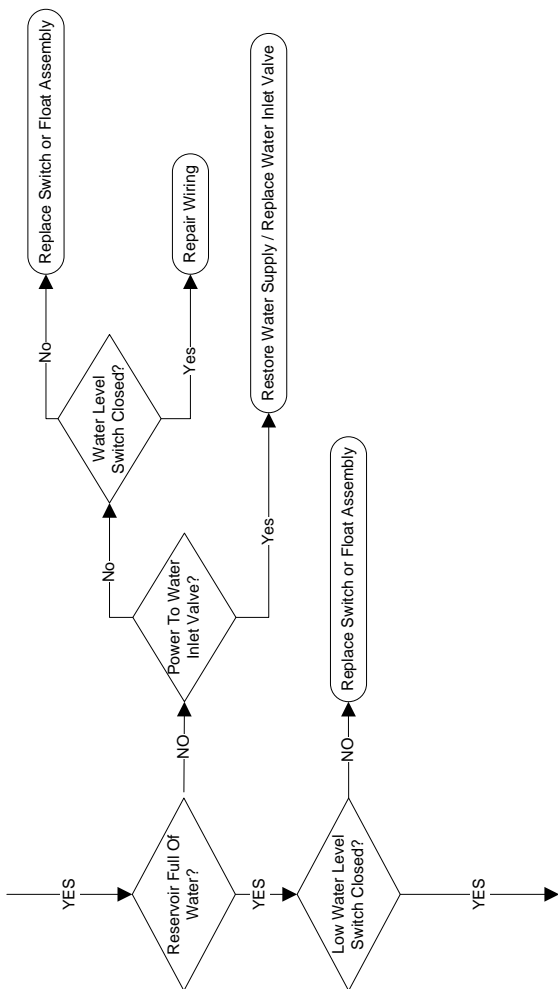 YES
Reservoir Full Of
Water?
NO
Power To Water
Inlet Valve?
No
Water Level
Switch Closed?
No
Replace Switch or Float Assembly
Yes
Repair Wiring
Yes
Restore Water Supply / Replace Water Inlet Valve
YES
Low Water Level
Switch Closed?
NO
Replace Switch or Float Assembly
YES